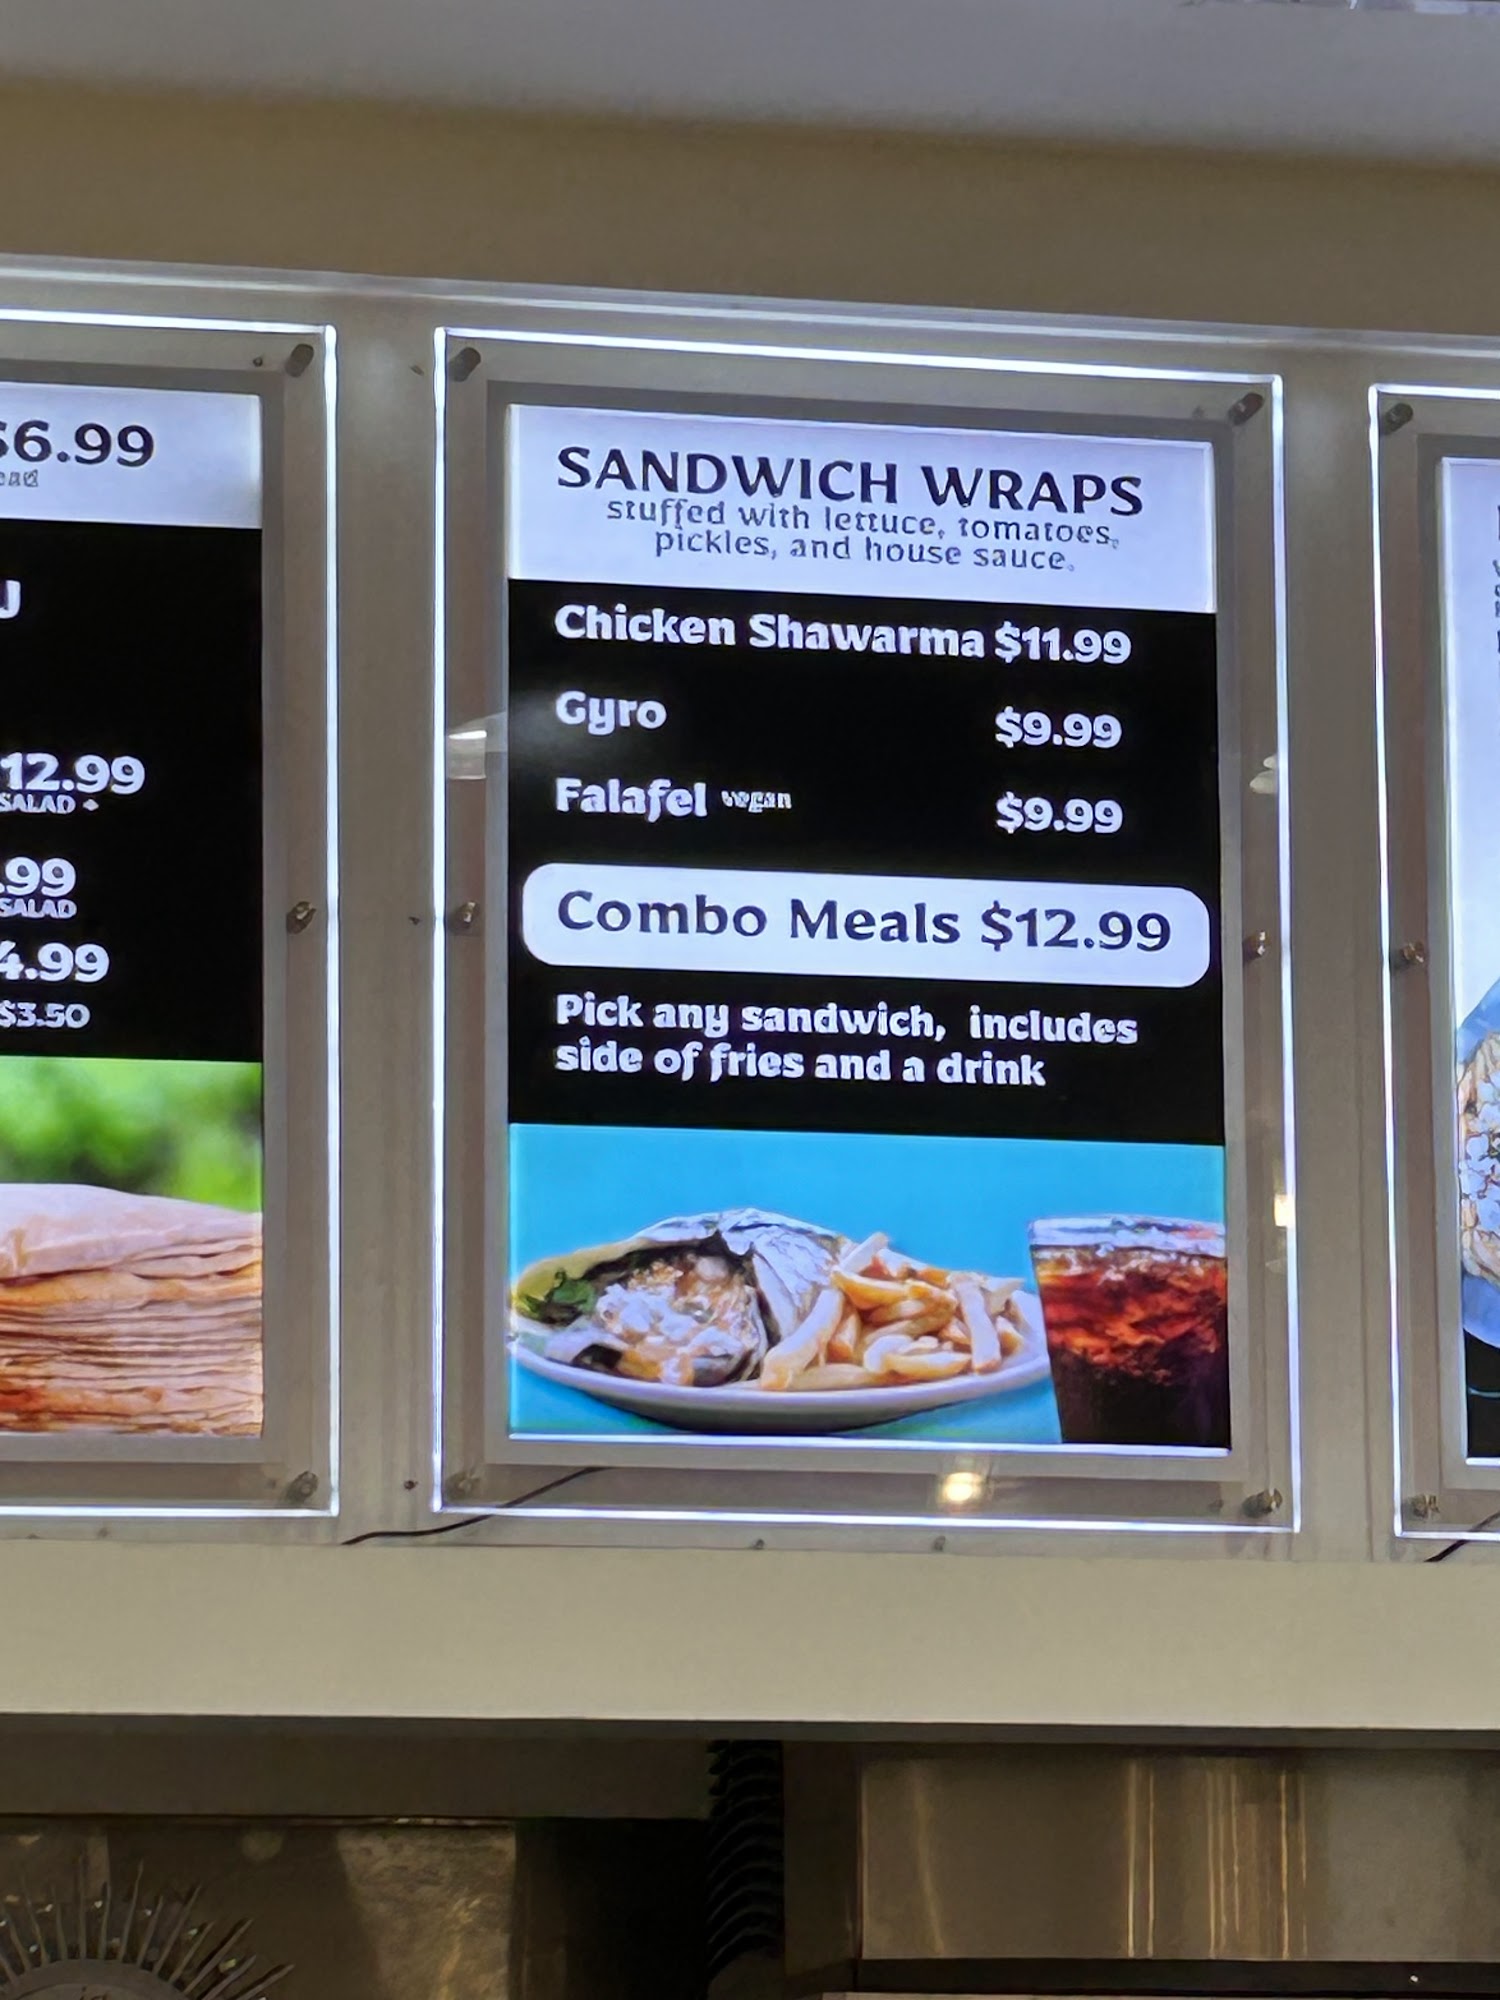 $6.99
J
12.99
SALAD +
.99
SALAD
4.99
$3.50
SANDWICH WRAPS
stuffed with lettuce, tomatoes,
pickles, and house sauce.
Chicken Shawarma $11.99
Gyro $9.99
Falafel vegan $9.99
Combo Meals $12.99
Pick any sandwich, includes
side of fries and a drink